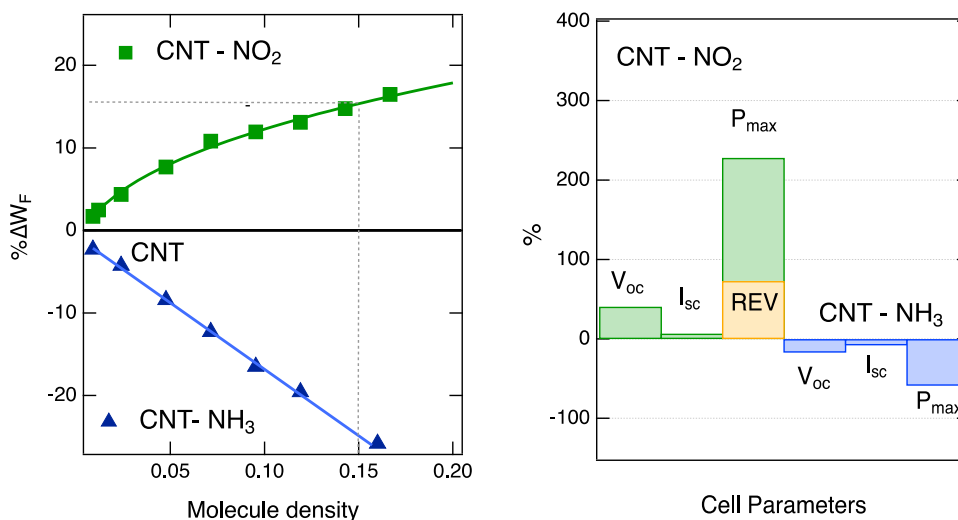 CNT - NO2
20
10
0
-10
-20
%ΔWF
CNT
CNT- NH3
0.05 0.10 0.15 0.20
Molecule density
400
300
200
100
0
-100
%
CNT - NO2
Pmax
Voc
Isc
REV
CNT - NH3
Voc
Isc
Pmax
Cell Parameters